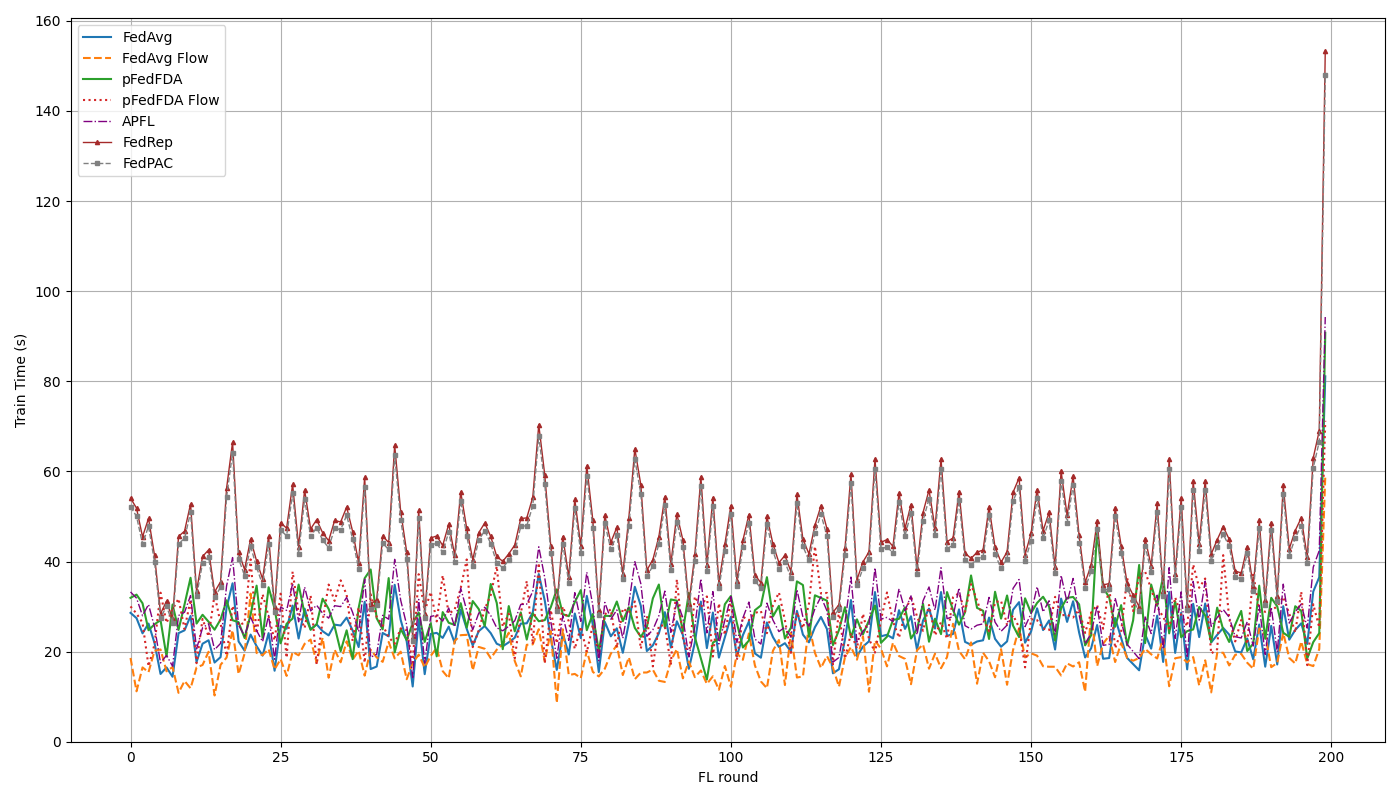 160
140
120
100
80
60
40
20
0
Train Time (s)
FedAvg
FedAvg Flow
pFedFDA
pFedFDA Flow
APFL
FedRep
FedPAC
0 25 50 75 100 125 150 175 200
FL round